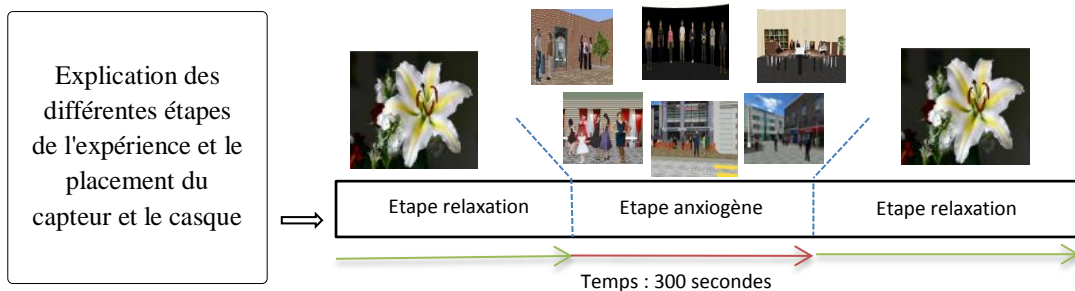 Explication des
différentes étapes
de l'expérience et le
placement du
capteur et le casque
Etape relaxation
Etape anxiogène
Etape relaxation
Temps : 300 secondes